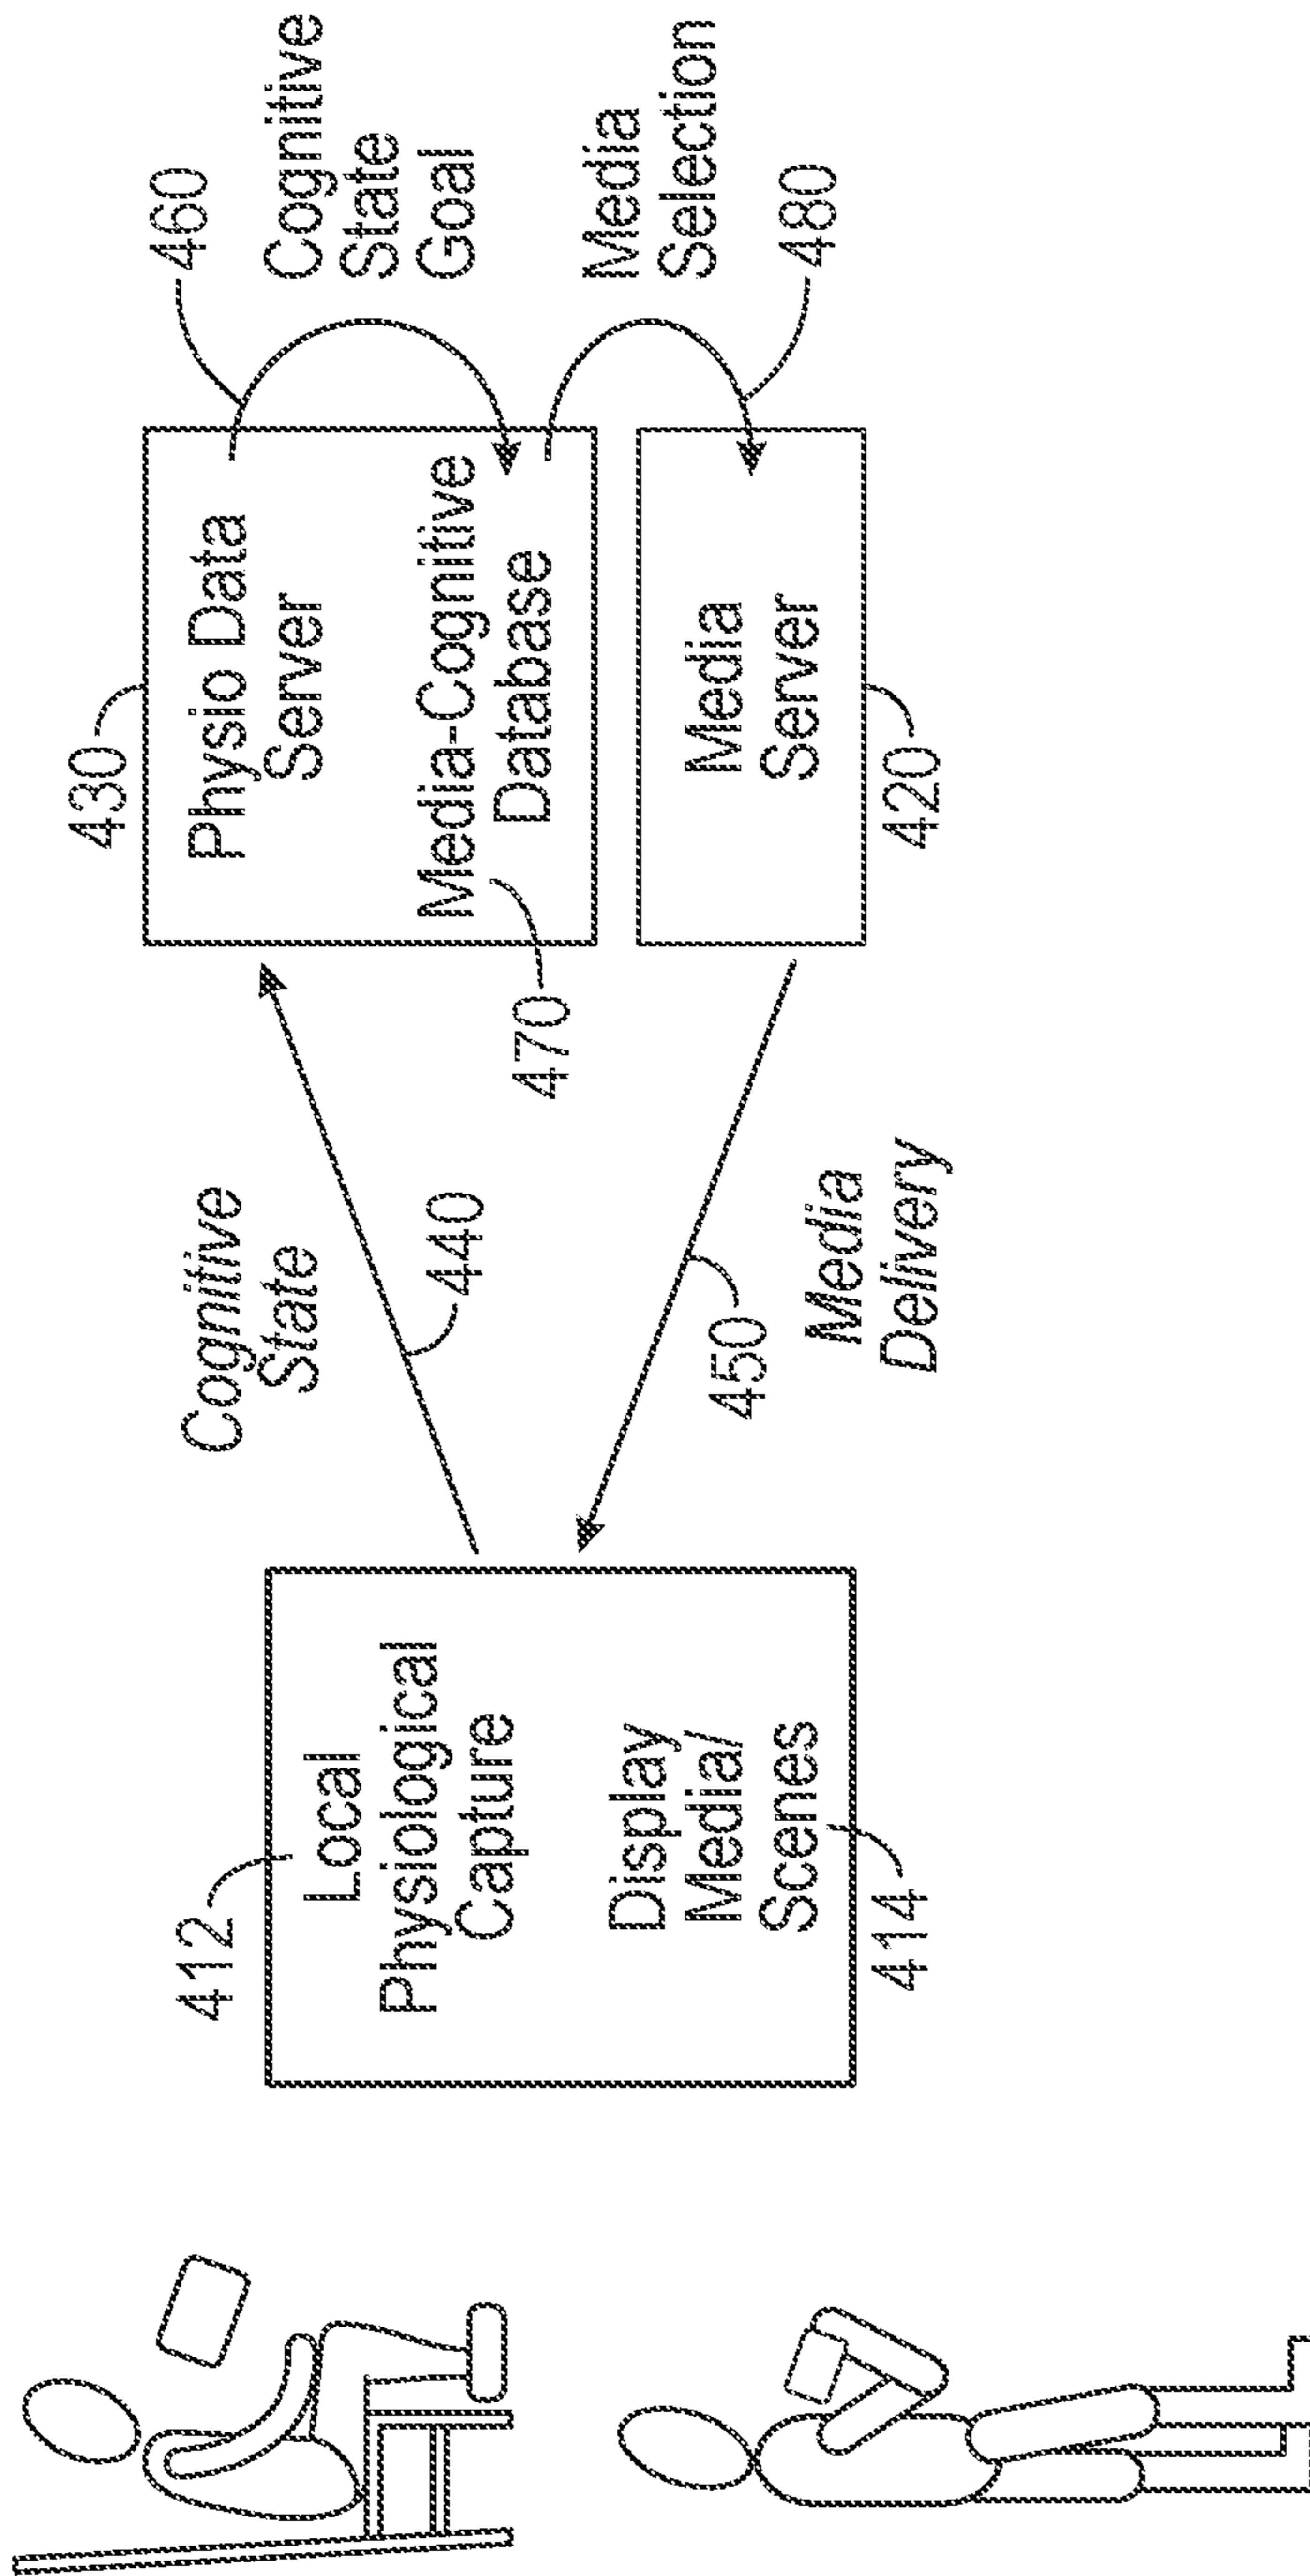 412
Local
Physiological
Capture
Display
Media/
Scenes
414
Cognitive
State
440
450
Media
Delivery
430
Physio Data
Server
Media-Cognitive
Database
470
Media
Server
420
460
Cognitive
State
Goal
Media
Selection
480